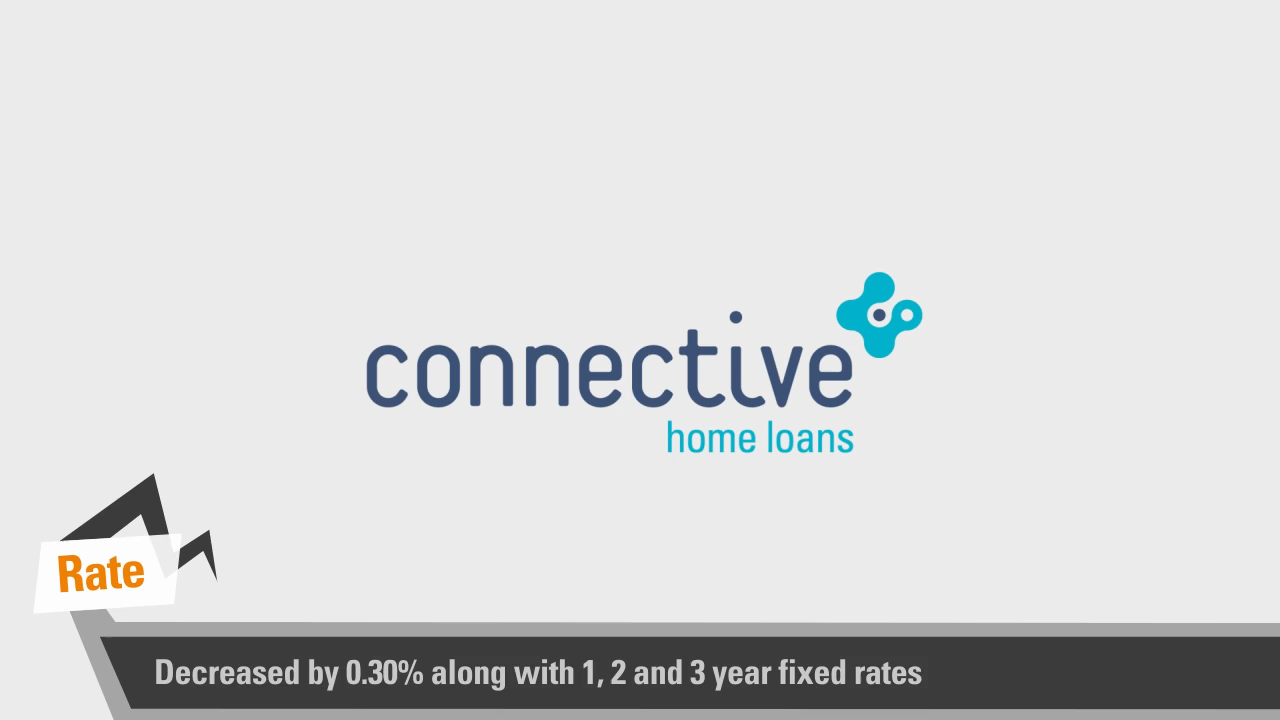 connective
home loans
Rate
Decreased by 0.30% along with 1, 2 and 3 year fixed rates